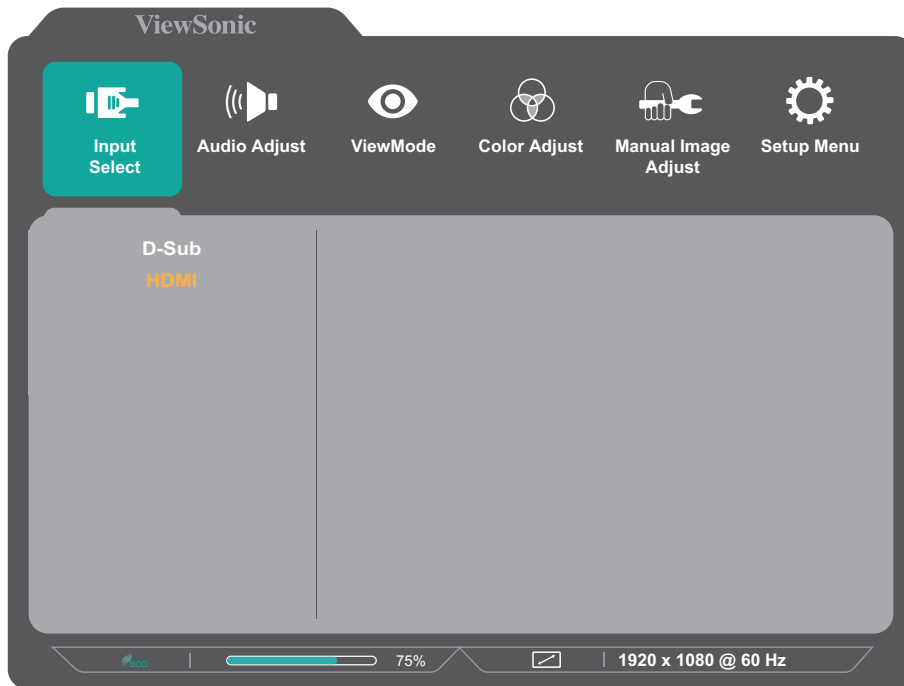 ViewSonic
Input
Select
Audio Adjust
ViewMode
Color Adjust
Manual Image
Adjust
Setup Menu
D-Sub
HDMI
eco
75%
1920 x 1080 @ 60 Hz